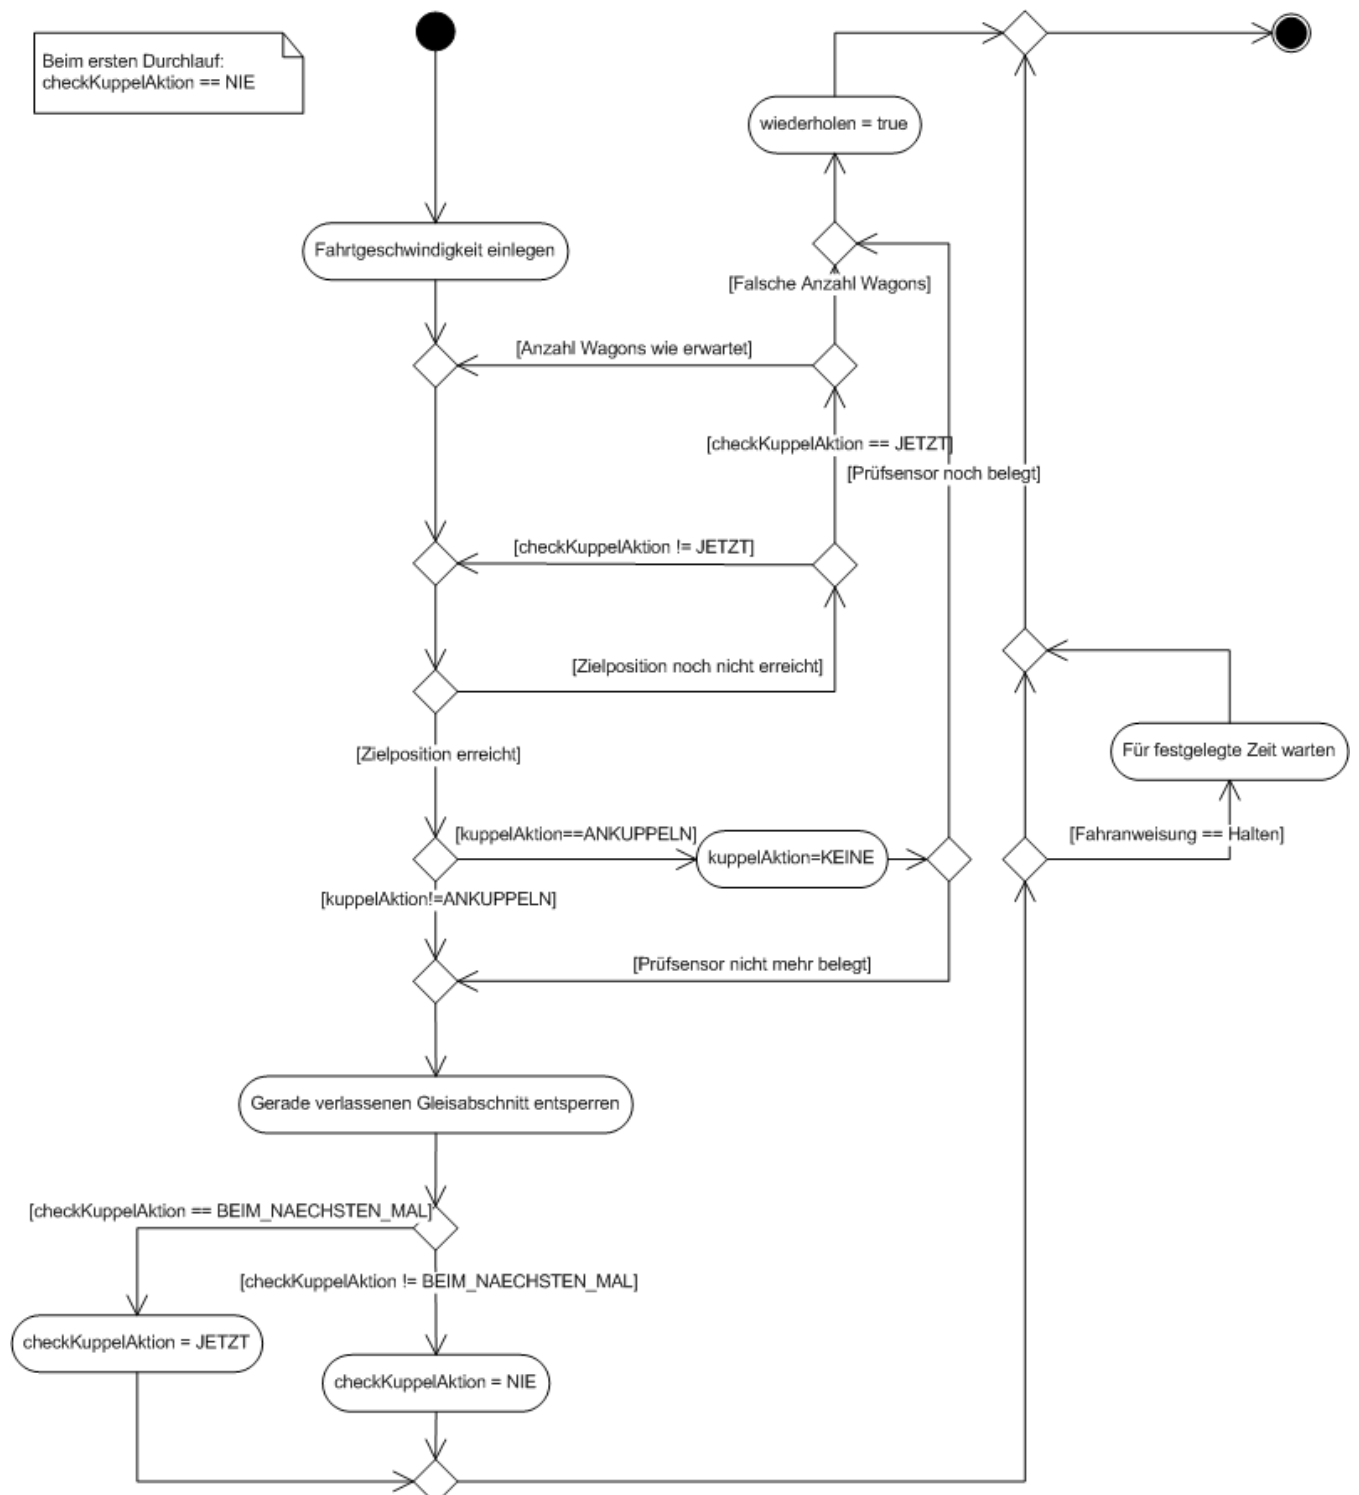 Beim ersten Durchlauf:
checkKuppelAktion == NIE
wiederholen = true
Fahrtgeschwindigkeit einlegen
[Falsche Anzahl Wagons]
[Anzahl Wagons wie erwartet]
[checkKuppelAktion == JETZT]
[Prüfsensor noch belegt]
[checkKuppelAktion != JETZT]
[Zielposition noch nicht erreicht]
[Zielposition erreicht]
Für festgelegte Zeit warten
[kuppelAktion==ANKUPPELN]
[Fahranweisung == Halten]
kuppelAktion=KEINE
[kuppelAktion!=ANKUPPELN]
[Prüfsensor nicht mehr belegt]
Gerade verlassenen Gleisabschnitt entsperren
[checkKuppelAktion == BEIM_NAECHSTEN_MAL]
[checkKuppelAktion != BEIM_NAECHSTEN_MAL]
checkKuppelAktion = JETZT
checkKuppelAktion = NIE